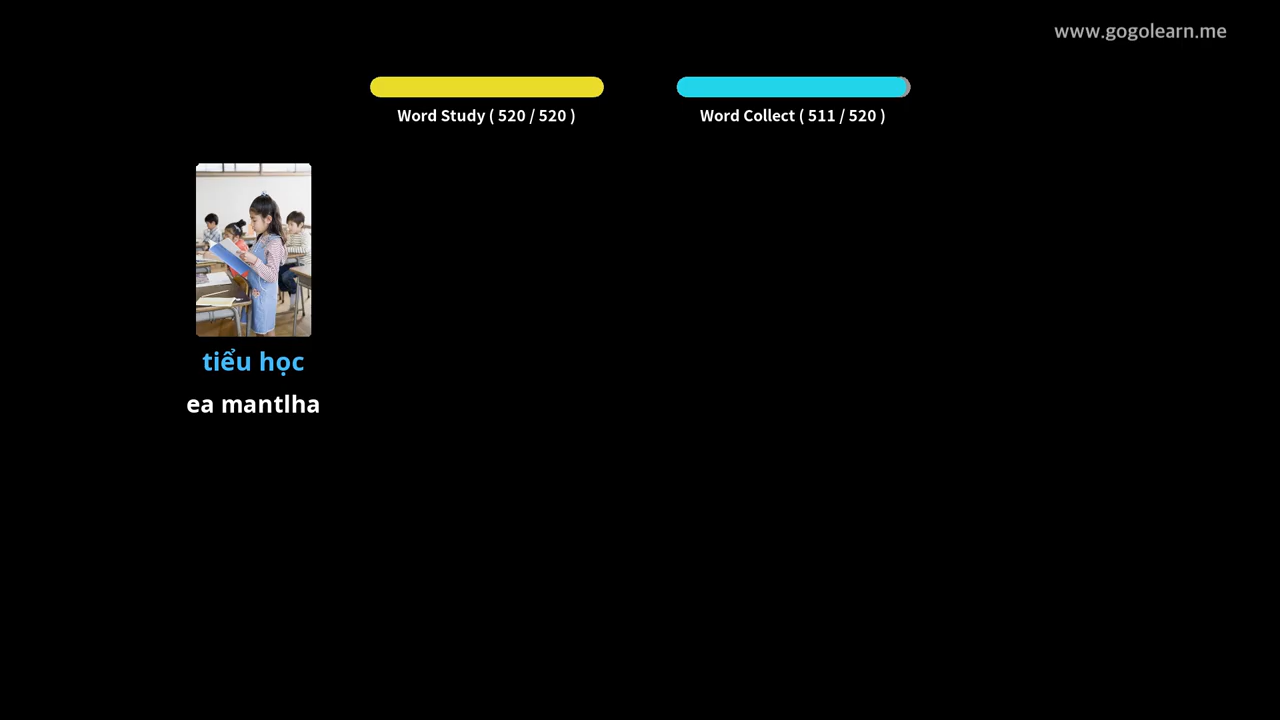 www.gogolearn.me
Word Study ( 520 / 520 )
Word Collect ( 511 / 520 )
tiểu học
ea mantlha